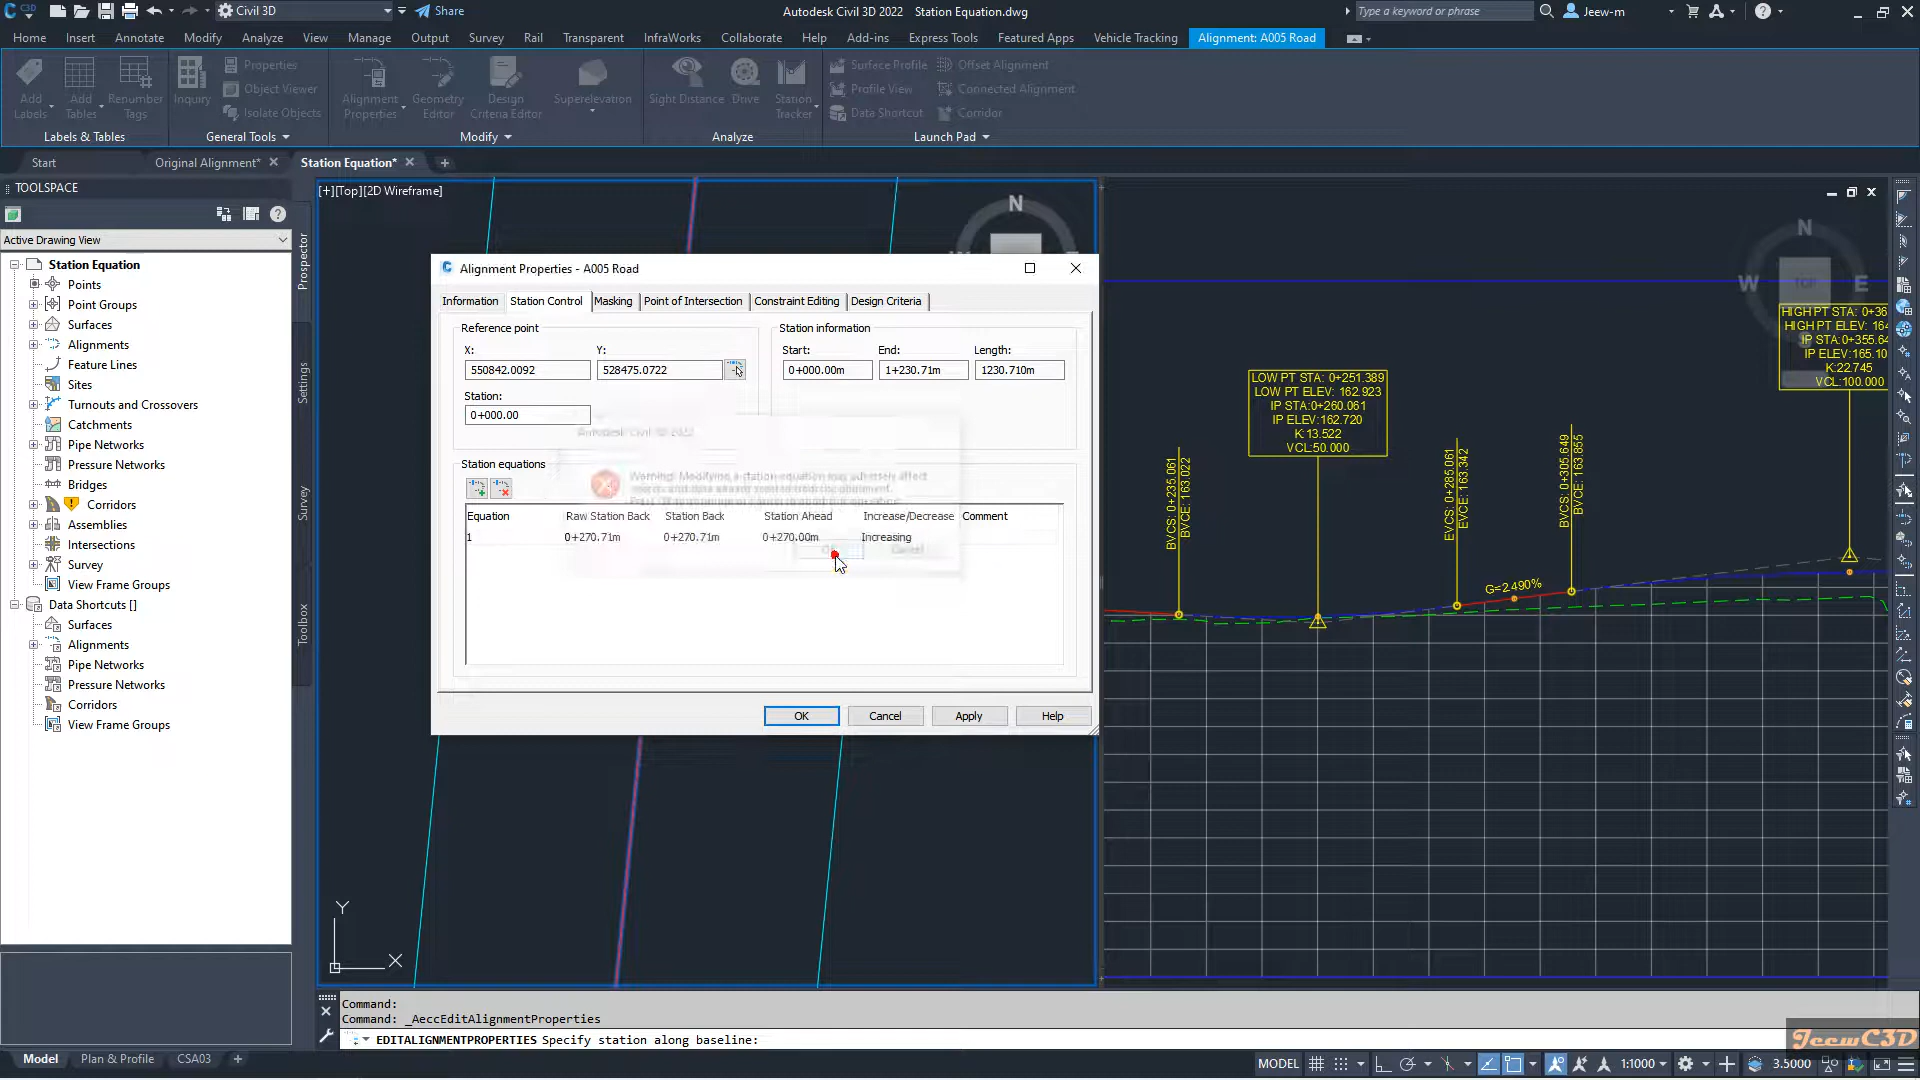 C3D
Civil 3D
Share
Autodesk Civil 3D 2022 Station Equation.dwg
Type a keyword or phrase
Jeew-m
Home Insert Annotate Modify Analyze View Manage Output Survey Rail Transparent InfraWorks Collaborate Help Add-ins Express Tools Featured Apps Vehicle Tracking Alignment: A005 Road
Add Labels
Add Tables
Renumber Tags
Inquiry
Properties
Object Viewer
Isolate Objects
Alignment Properties
Geometry Editor
Design Criteria Editor
Superelevation
Sight Distance
Drive
Station Tracker
Surface Profile
Profile View
Data Shortcut
Offset Alignment
Connected Alignment
Corridor
Labels & Tables
General Tools
Modify
Analyze
Launch Pad
Start
Original Alignment*
Station Equation*
TOOLSPACE
Active Drawing View
Station Equation
Points
Point Groups
Surfaces
Alignments
Feature Lines
Sites
Turnouts and Crossovers
Catchments
Pipe Networks
Pressure Networks
Bridges
Corridors
Assemblies
Intersections
Survey
View Frame Groups
Data Shortcuts []
Surfaces
Alignments
Pipe Networks
Pressure Networks
Corridors
View Frame Groups
Prospector
Settings
Survey
Toolbox
[+][Top][2D Wireframe]
N
Alignment Properties - A005 Road
Information Station Control Masking Point of Intersection Constraint Editing Design Criteria
Reference point
X: Y:
550842.0092 528475.0722
Station:
0+000.00
Station information
Start: End: Length:
0+000.00m 1+230.71m 1230.710m
Autodesk Civil 3D 2022
Warning: Modifying a station equation may adversely affect
Station equations
Equation Raw Station Back Station Back Station Ahead Increase/Decrease Comment
1 0+270.71m 0+270.71m 0+270.00m Increasing
Cancel
OK Cancel Apply Help
Y
X
N
W TOP E
HIGH PT STA: 0+36
HIGH PT ELEV: 164
IP STA:0+355.64
IP ELEV:165.10
K:22.745
VCL:100.000
LOW PT STA: 0+251.389
LOW PT ELEV: 162.923
IP STA:0+260.061
IP ELEV:162.720
K:13.522
VCL:50.000
BVCS: 0+235.061
BVCE: 163.022
EVCS: 0+285.061
EVCE: 163.342
BVCS: 0+305.649
BVCE: 163.855
G=2.490%
Command:
Command: _AeccEditAlignmentProperties
EDITALIGNMENTPROPERTIES Specify station along baseline:
JeewC3D
Model Plan & Profile CSA03
MODEL
1:1000
3.5000